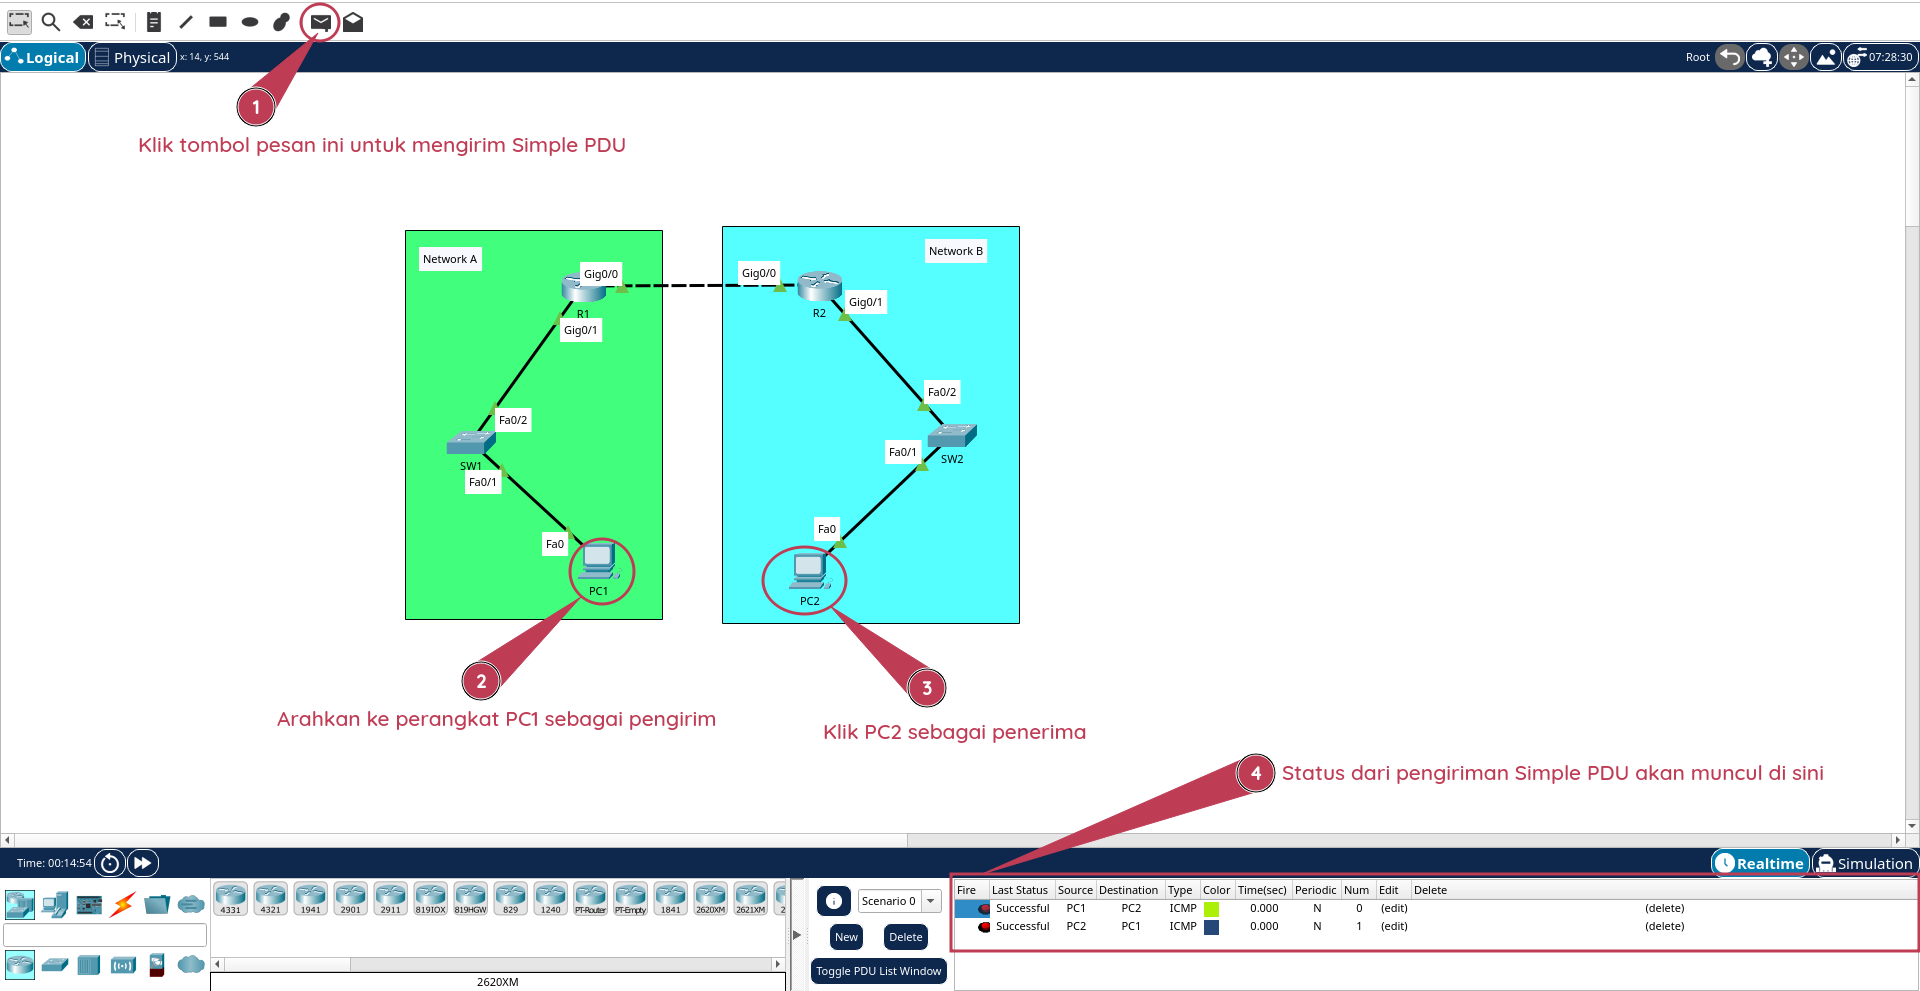 Logical
Physical
x: 14, y: 544
Root
07:28:30
1
Klik tombol pesan ini untuk mengirim Simple PDU
Network A
Network B
Gig0/0
Gig0/0
R1
R2
Gig0/1
Gig0/1
Fa0/2
Fa0/2
SW1
SW2
Fa0/1
Fa0/1
Fa0
Fa0
PC1
PC2
2
3
Arahkan ke perangkat PC1 sebagai pengirim
Klik PC2 sebagai penerima
4
Status dari pengiriman Simple PDU akan muncul di sini
Time: 00:14:54
Realtime
Simulation
4331
4321
1941
2901
2911
819IOX
819HGW
829
1240
PT-Router
PT-Empty
1841
2620XM
2621XM
2
2620XM
Scenario 0
New
Delete
Toggle PDU List Window
Fire Last Status Source Destination Type Color Time(sec) Periodic Num Edit Delete
Successful PC1 PC2 ICMP 0.000 N 0 (edit) (delete)
Successful PC2 PC1 ICMP 0.000 N 1 (edit) (delete)